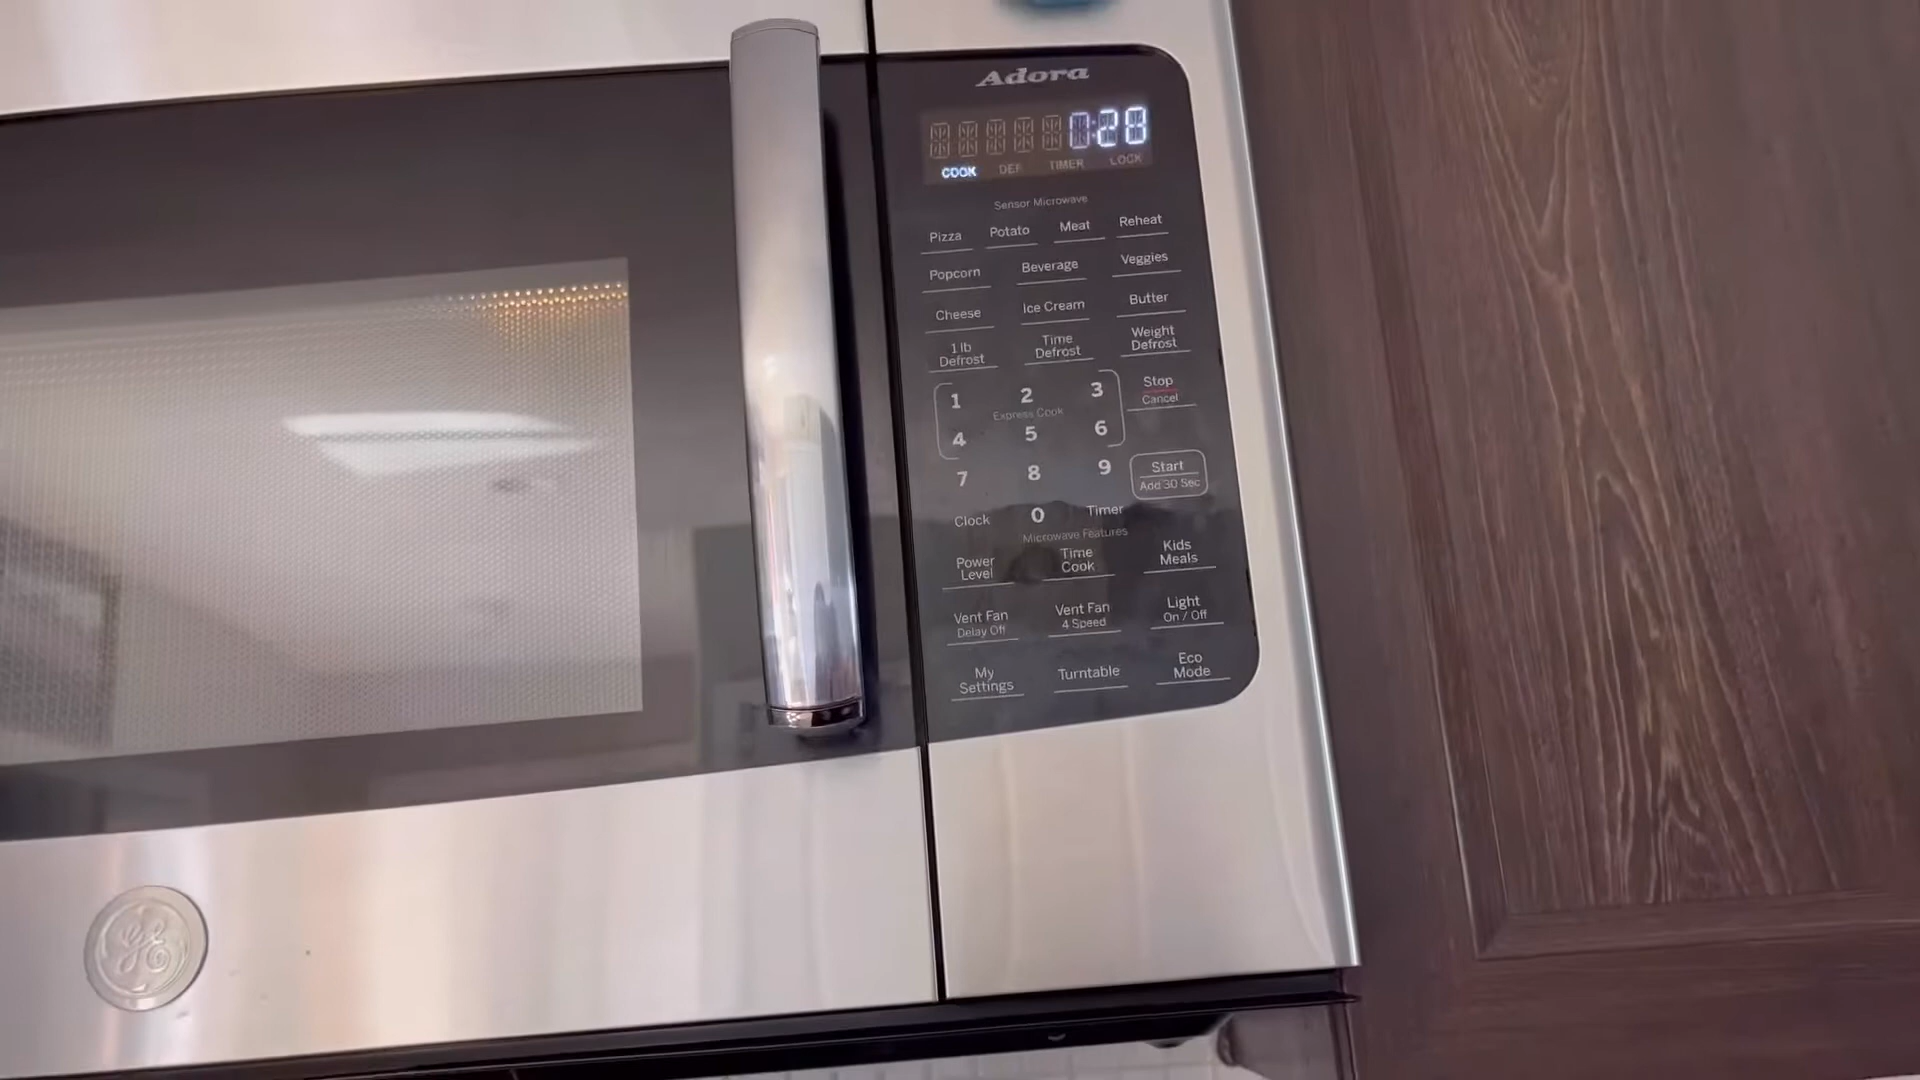 Adora
0:28
COOK DEF TIMER LOCK
Sensor Microwave
Pizza Potato Meat Reheat
Popcorn Beverage Veggies
Cheese Ice Cream Butter
1 lb Defrost Time Defrost Weight Defrost
1 2 3 Stop Cancel
Express Cook
4 5 6
7 8 9 Start Add 30 Sec
Clock 0 Timer
Microwave Features
Power Level Time Cook Kids Meals
Vent Fan Delay Off Vent Fan 4 Speed Light On / Off
My Settings Turntable Eco Mode
GE